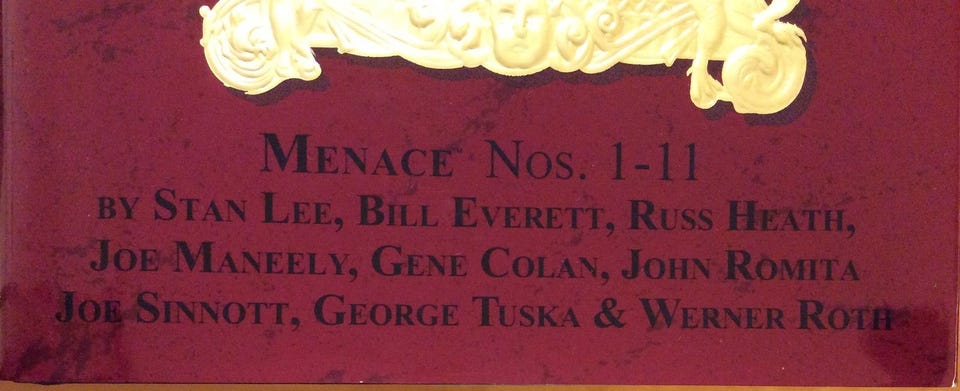 MENACE™ NOS. 1-11
BY STAN LEE, BILL EVERETT, RUSS HEATH,
JOE MANEELY, GENE COLAN, JOHN ROMITA
JOE SINNOTT, GEORGE TUSKA & WERNER ROTH